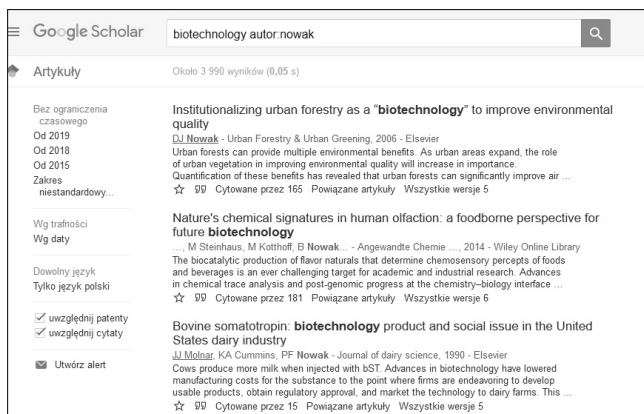 Google Scholar
biotechnology autor:nowak
Artykuły
Około 3 990 wyników (0,05 s)
Bez ograniczenia
czasowego
Od 2019
Od 2018
Od 2015
Zakres
niestandardowy...
Wg trafności
Wg daty
Dowolny język
Tylko język polski
uwzględnij patenty
uwzględnij cytaty
Utwórz alert
Institutionalizing urban forestry as a "biotechnology" to improve environmental
quality
DJ Nowak - Urban Forestry & Urban Greening, 2006 - Elsevier
Urban forests can provide multiple environmental benefits. As urban areas expand, the role
of urban vegetation in improving environmental quality will increase in importance.
Quantification of these benefits has revealed that urban forests can significantly improve air ...
Cytowane przez 165 Powiązane artykuły Wszystkie wersje 5
Nature's chemical signatures in human olfaction: a foodborne perspective for
future biotechnology
..., M Steinhaus, M Kotthoff, B Nowak... - Angewandte Chemie ..., 2014 - Wiley Online Library
The biocatalytic production of flavor naturals that determine chemosensory percepts of foods
and beverages is an ever challenging target for academic and industrial research. Advances
in chemical trace analysis and post-genomic progress at the chemistry–biology interface ...
Cytowane przez 181 Powiązane artykuły Wszystkie wersje 6
Bovine somatotropin: biotechnology product and social issue in the United
States dairy industry
JJ Molnar, KA Cummins, PF Nowak - Journal of dairy science, 1990 - Elsevier
Cows produce more milk when injected with bST. Advances in biotechnology have lowered
manufacturing costs for the substance to the point where firms are endeavoring to develop
usable products, obtain regulatory approval, and market the technology to dairy farms. This ...
Cytowane przez 15 Powiązane artykuły Wszystkie wersje 5